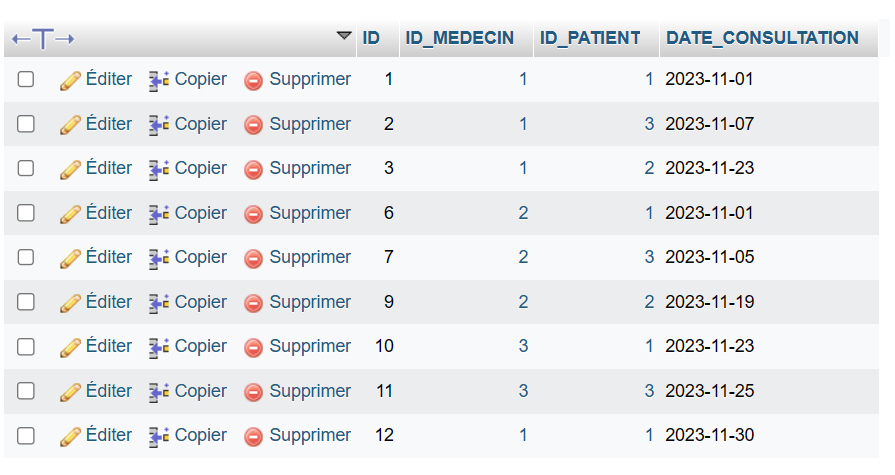 ID ID_MEDECIN ID_PATIENT DATE_CONSULTATION
Éditer Copier Supprimer 1 1 1 2023-11-01
Éditer Copier Supprimer 2 1 3 2023-11-07
Éditer Copier Supprimer 3 1 2 2023-11-23
Éditer Copier Supprimer 6 2 1 2023-11-01
Éditer Copier Supprimer 7 2 3 2023-11-05
Éditer Copier Supprimer 9 2 2 2023-11-19
Éditer Copier Supprimer 10 3 1 2023-11-23
Éditer Copier Supprimer 11 3 3 2023-11-25
Éditer Copier Supprimer 12 1 1 2023-11-30